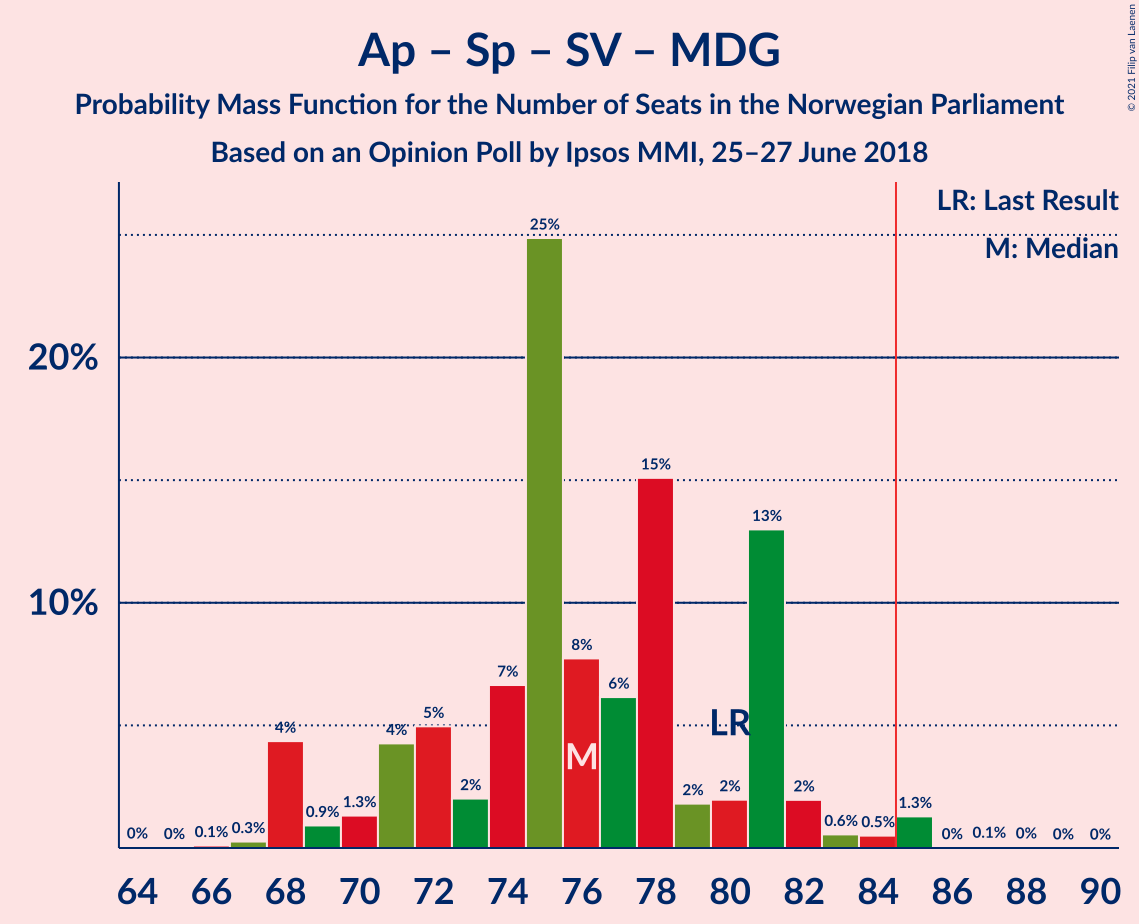 Ap – Sp – SV – MDG
Probability Mass Function for the Number of Seats in the Norwegian Parliament
Based on an Opinion Poll by Ipsos MMI, 25–27 June 2018
© 2021 Filip van Laenen
LR: Last Result
M: Median
20%
10%
0% 0% 0.1% 0.3% 4% 0.9% 1.3% 4% 5% 2% 7% 25% 8% 6% 15% 2% 2% 13% 2% 0.6% 0.5% 1.3% 0% 0.1% 0% 0% 0%
LR
M
64 66 68 70 72 74 76 78 80 82 84 86 88 90